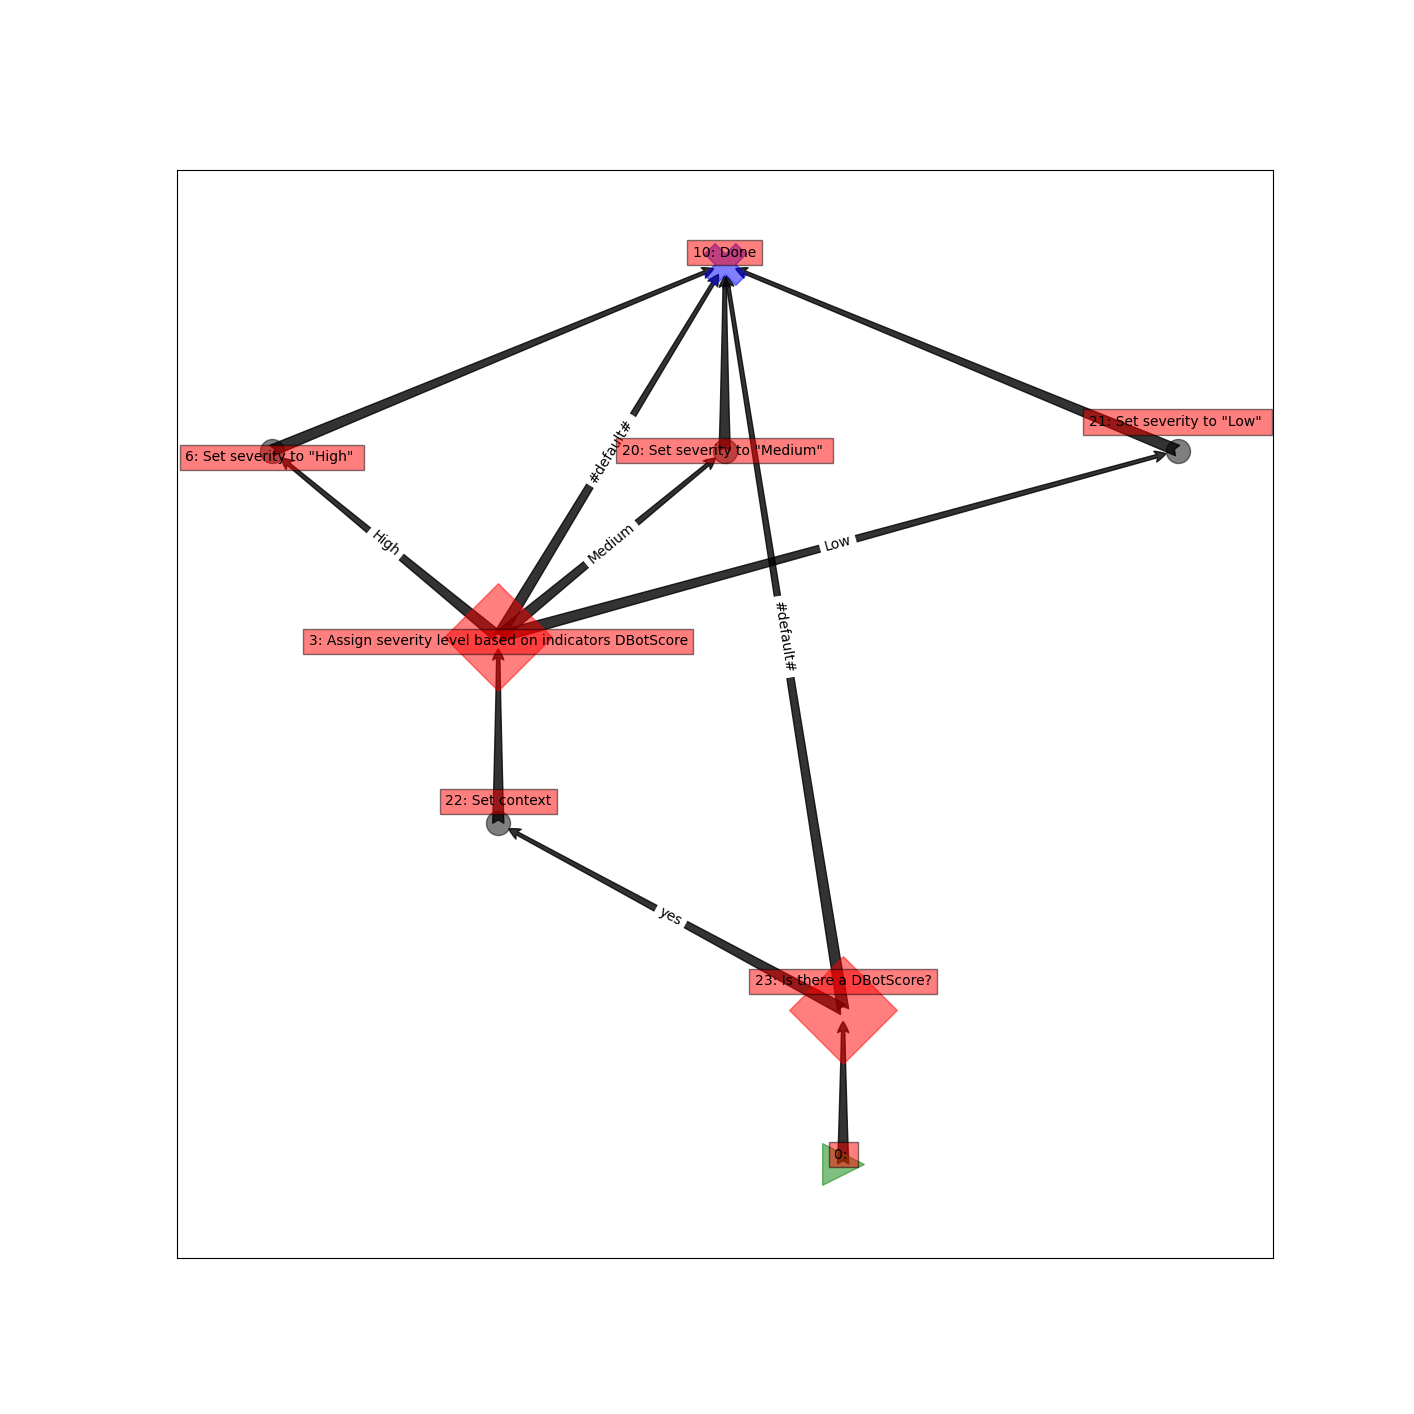 10: Done
21: Set severity to "Low"
#default#
20: Set severity to "Medium"
6: Set severity to "High"
High
Medium
Low
#default#
3: Assign severity level based on indicators DBotScore
22: Set context
yes
23: Is there a DBotScore?
0: